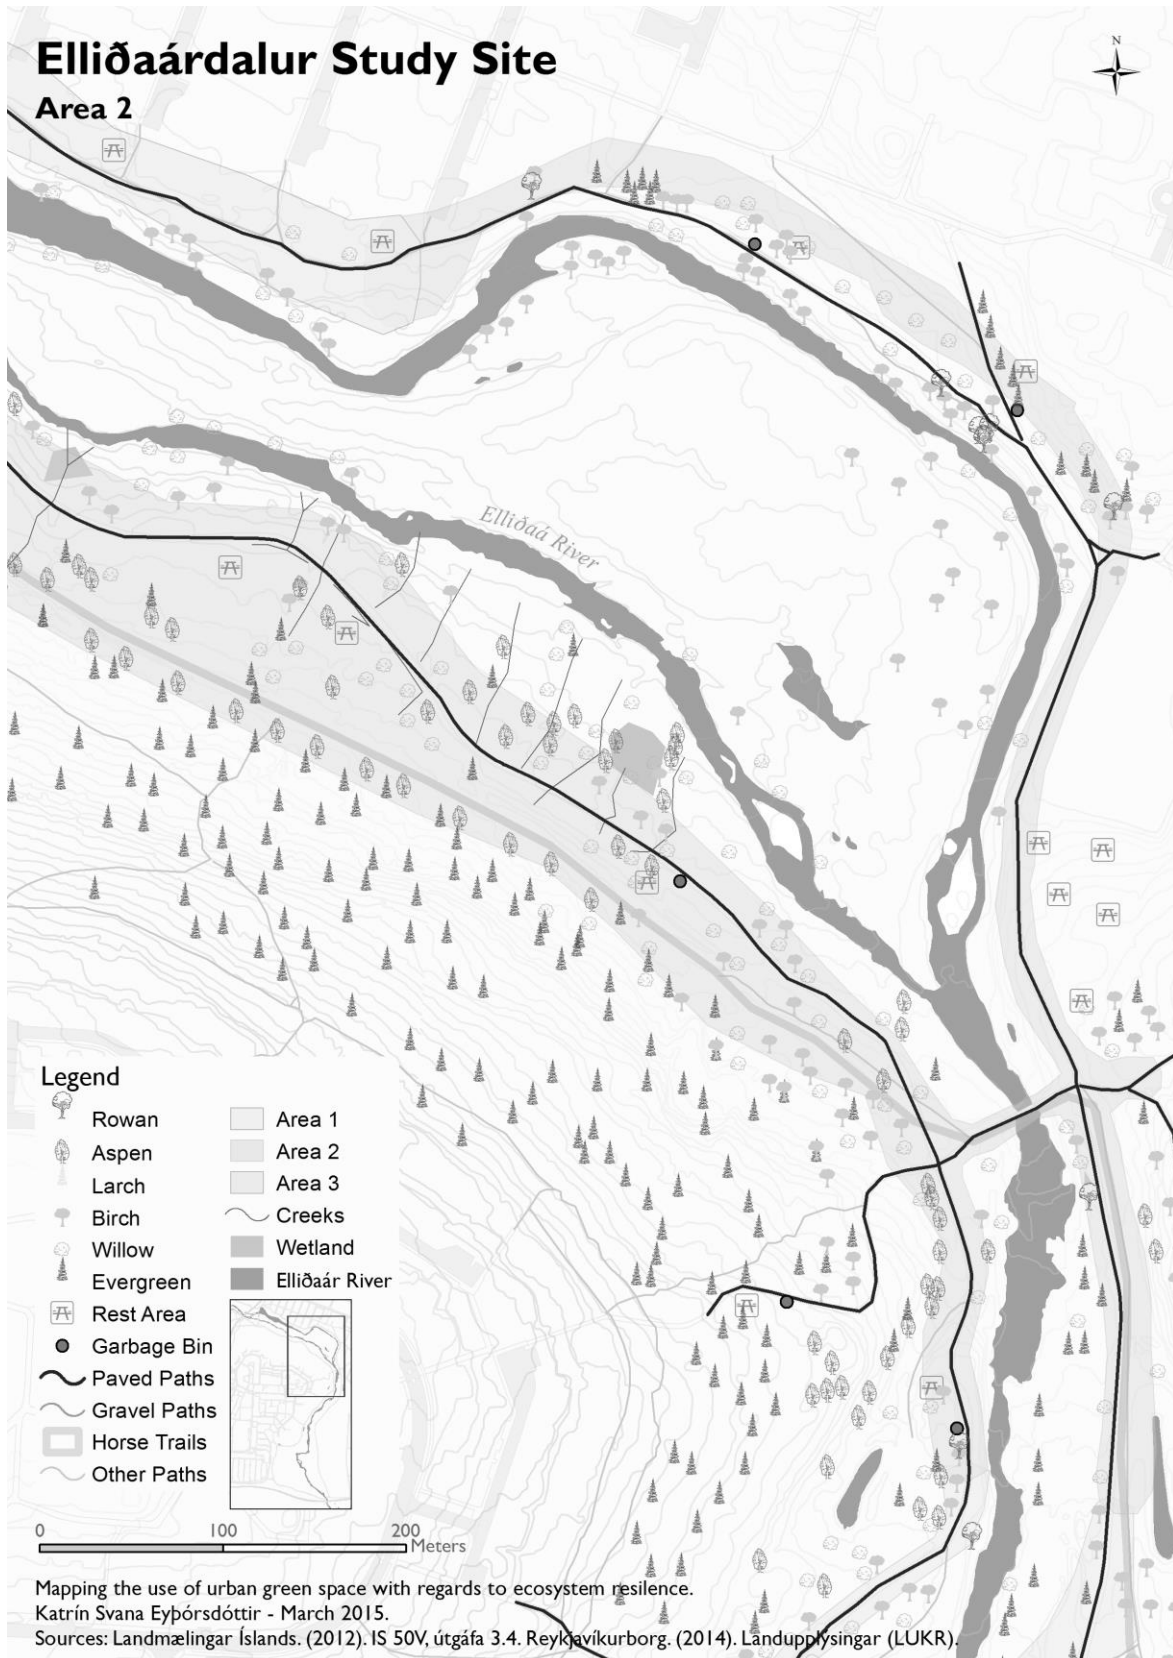 Elliðaárdalur Study Site
Area 2
N
Elliðaá River
Legend
Rowan
Aspen
Larch
Birch
Willow
Evergreen
Rest Area
Garbage Bin
Paved Paths
Gravel Paths
Horse Trails
Other Paths
Area 1
Area 2
Area 3
Creeks
Wetland
Elliðaár River
0 100 200
Meters
Mapping the use of urban green space with regards to ecosystem resilence.
Katrín Svana Eyþórsdóttir - March 2015.
Sources: Landmælingar Íslands. (2012). IS 50V, útgáfa 3.4. Reykjavíkurborg. (2014). Landupplýsingar (LUKR).